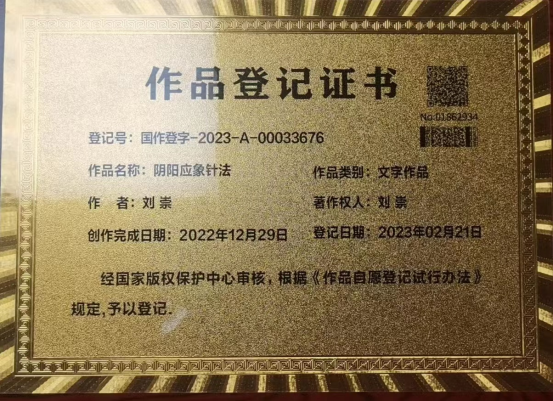 作品登记证书
No.01862934
登记号：国作登字-2023-A-00033676
作品名称：阴阳应象针法 作品类别：文字作品
作 者：刘 崇 著作权人：刘 崇
创作完成日期：2022年12月29日 登记日期：2023年02月21日
经国家版权保护中心审核，根据《作品自愿登记试行办法》
规定,予以登记.